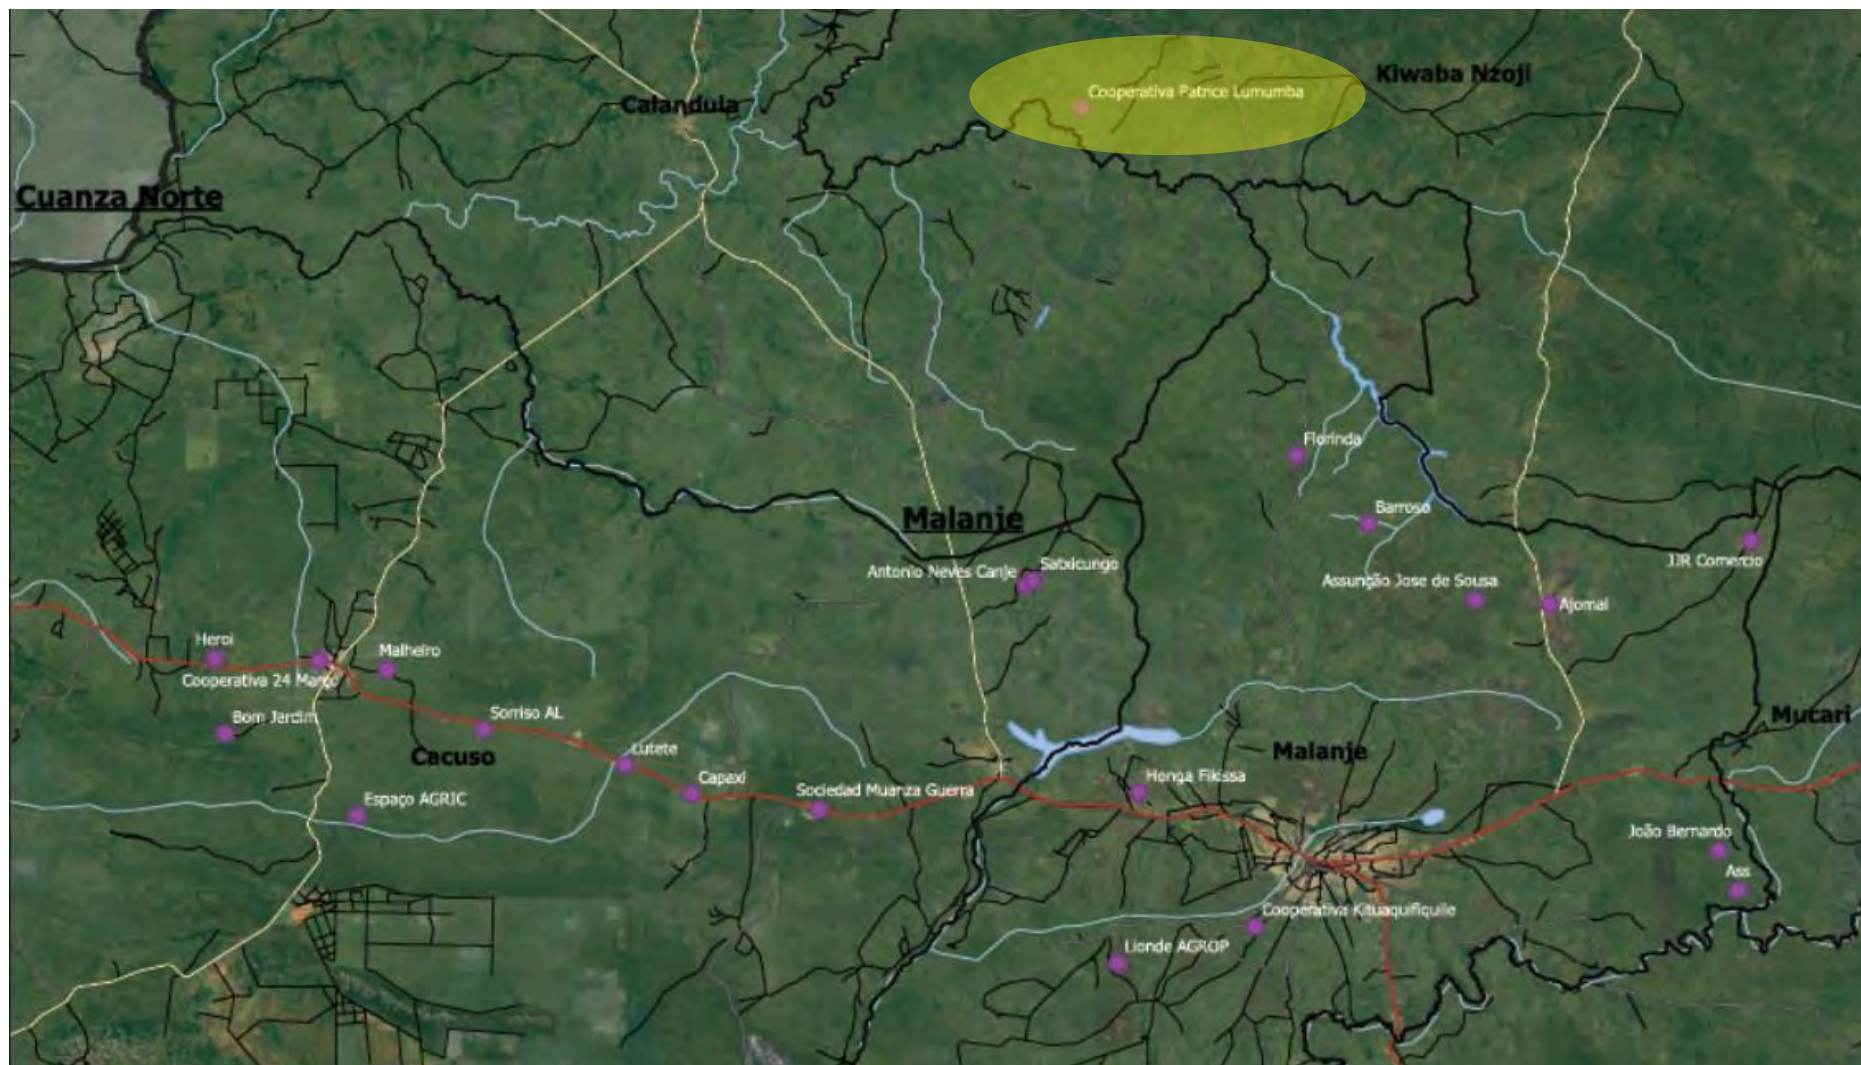 Kiwaba Nzoji
Cooperativa Patrice Lumumba
Calandula
Cuanza Norte
Florinda
Barroso
Malanje
Antonio Neves Canje
Satxicungo
JJR Comercio
Assunção Jose de Sousa
Ajomal
Heroi
Malheiro
Cooperativa 24 Março
Bom Jardim
Sorriso AL
Mucari
Cacuso
Lutete
Malanje
Capaxi
Honga Fikissa
Sociedad Muanza Guerra
Espaço AGRIC
João Bernardo
Ass
Cooperativa Kituaquifiquile
Lionde AGROP